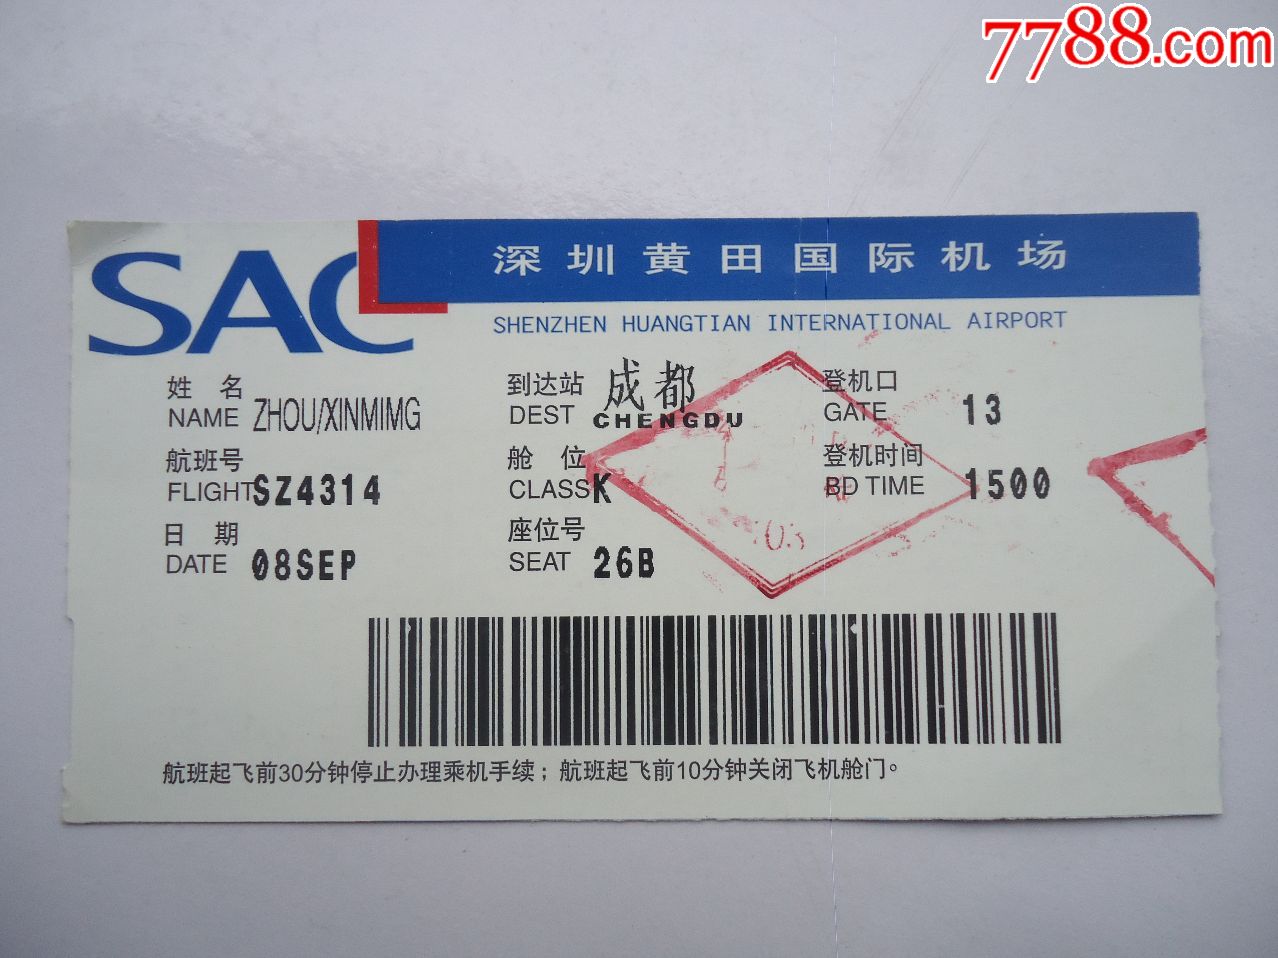 7788.com
SAC
深圳黄田国际机场
SHENZHEN HUANGTIAN INTERNATIONAL AIRPORT
姓 名 到达站 成都 登机口
NAME ZHOU/XINMIMG DEST CHENGDU GATE 13
航班号 舱 位 登机时间
FLIGHT SZ4314 CLASS K BD TIME 1500
日 期 座位号
DATE 08SEP SEAT 26B
航班起飞前30分钟停止办理乘机手续；航班起飞前10分钟关闭飞机舱门。